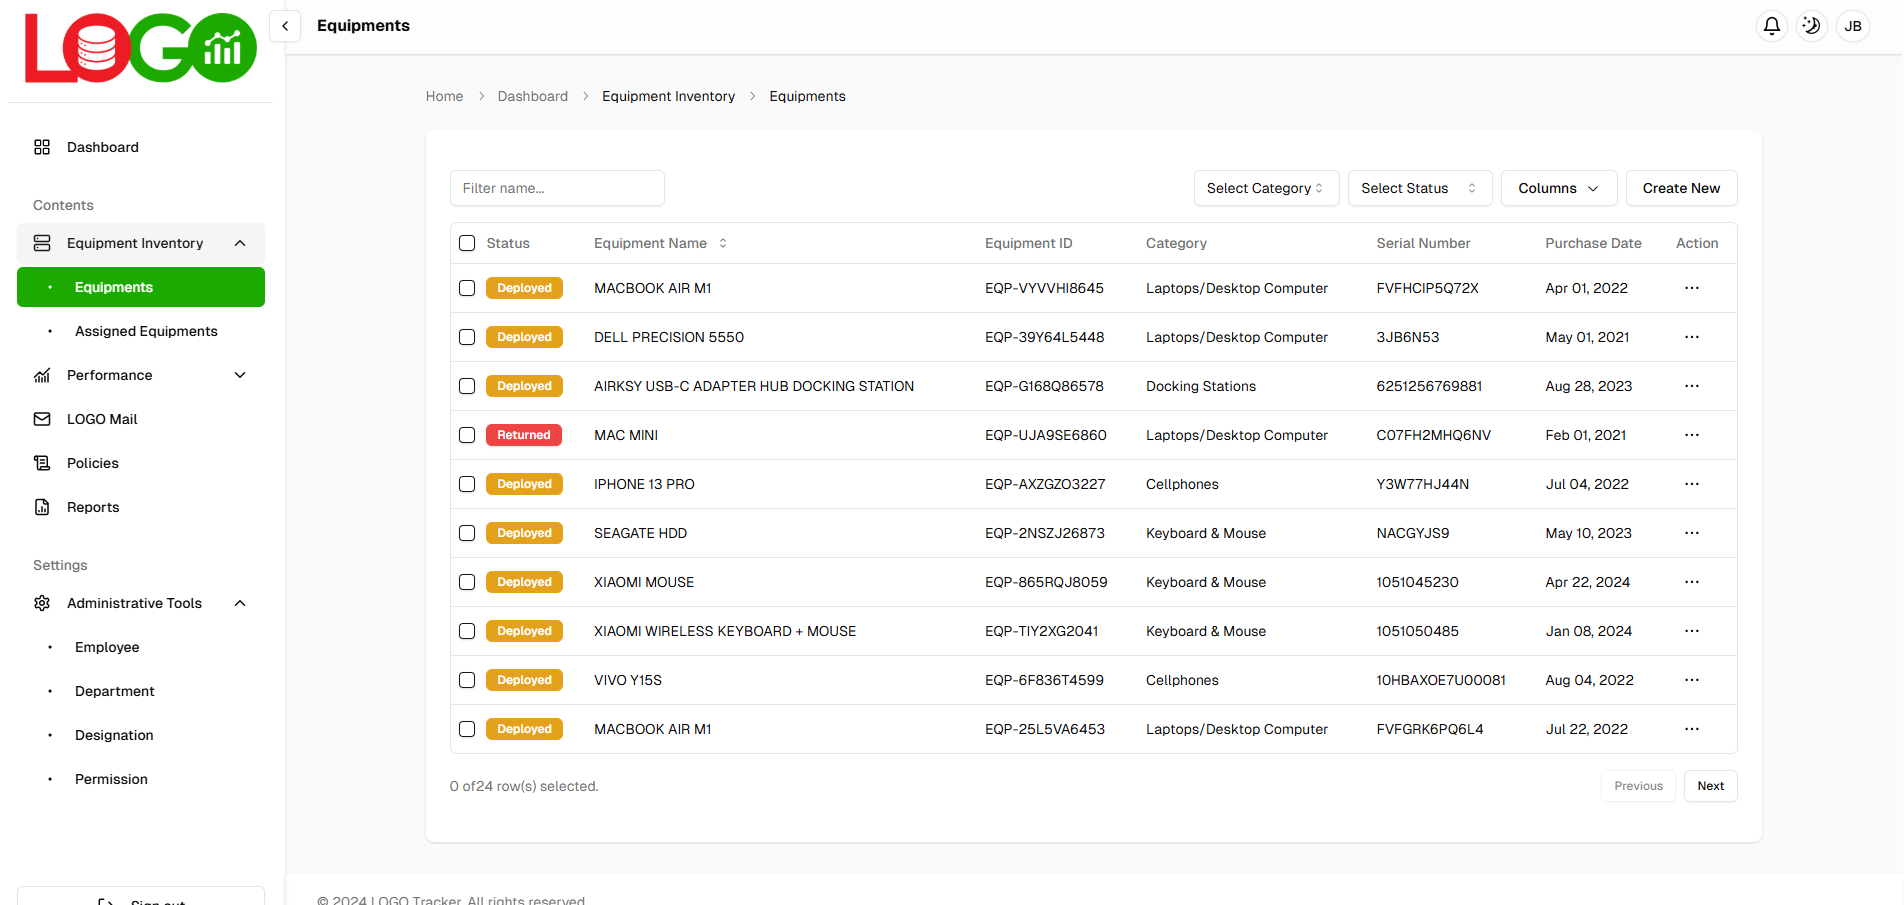 LOGO
Equipments
JB
Home > Dashboard > Equipment Inventory > Equipments
Dashboard
Contents
Equipment Inventory
Equipments
Assigned Equipments
Performance
LOGO Mail
Policies
Reports
Settings
Administrative Tools
Employee
Department
Designation
Permission
Sign out
Filter name...
Select Category
Select Status
Columns
Create New
Status Equipment Name Equipment ID Category Serial Number Purchase Date Action
Deployed MACBOOK AIR M1 EQP-VYVVHI8645 Laptops/Desktop Computer FVFHCIP5Q72X Apr 01, 2022 ...
Deployed DELL PRECISION 5550 EQP-39Y64L5448 Laptops/Desktop Computer 3JB6N53 May 01, 2021 ...
Deployed AIRKSY USB-C ADAPTER HUB DOCKING STATION EQP-G168Q86578 Docking Stations 6251256769881 Aug 28, 2023 ...
Returned MAC MINI EQP-UJA9SE6860 Laptops/Desktop Computer C07FH2MHQ6NV Feb 01, 2021 ...
Deployed IPHONE 13 PRO EQP-AXZGZO3227 Cellphones Y3W77HJ44N Jul 04, 2022 ...
Deployed SEAGATE HDD EQP-2NSZJ26873 Keyboard & Mouse NACGYJS9 May 10, 2023 ...
Deployed XIAOMI MOUSE EQP-865RQJ8059 Keyboard & Mouse 1051045230 Apr 22, 2024 ...
Deployed XIAOMI WIRELESS KEYBOARD + MOUSE EQP-TIY2XG2041 Keyboard & Mouse 1051050485 Jan 08, 2024 ...
Deployed VIVO Y15S EQP-6F836T4599 Cellphones 10HBAXOE7U00081 Aug 04, 2022 ...
Deployed MACBOOK AIR M1 EQP-25L5VA6453 Laptops/Desktop Computer FVFGRK6PQ6L4 Jul 22, 2022 ...
0 of24 row(s) selected.
Previous
Next
© 2024 LOGO Tracker. All rights reserved.